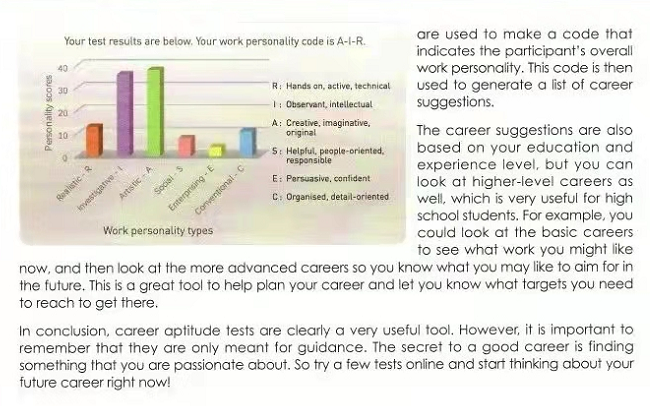 Your test results are below. Your work personality code is A-I-R.
Personality scores
40
30
20
10
0
Realistic - R
Investigative - I
Artistic - A
Social - S
Enterprising - E
Conventional - C
Work personality types
R: Hands on, active, technical
I: Observant, intellectual
A: Creative, imaginative,
original
S: Helpful, people-oriented,
responsible
E: Persuasive, confident
C: Organised, detail-oriented
are used to make a code that
indicates the participant's overall
work personality. This code is then
used to generate a list of career
suggestions.
The career suggestions are also
based on your education and
experience level, but you can
look at higher-level careers as
well, which is very useful for high
school students. For example, you
could look at the basic careers
to see what work you might like
now, and then look at the more advanced careers so you know what you may like to aim for in
the future. This is a great tool to help plan your career and let you know what targets you need
to reach to get there.
In conclusion, career aptitude tests are clearly a very useful tool. However, it is important to
remember that they are only meant for guidance. The secret to a good career is finding
something that you are passionate about. So try a few tests online and start thinking about your
future career right now!